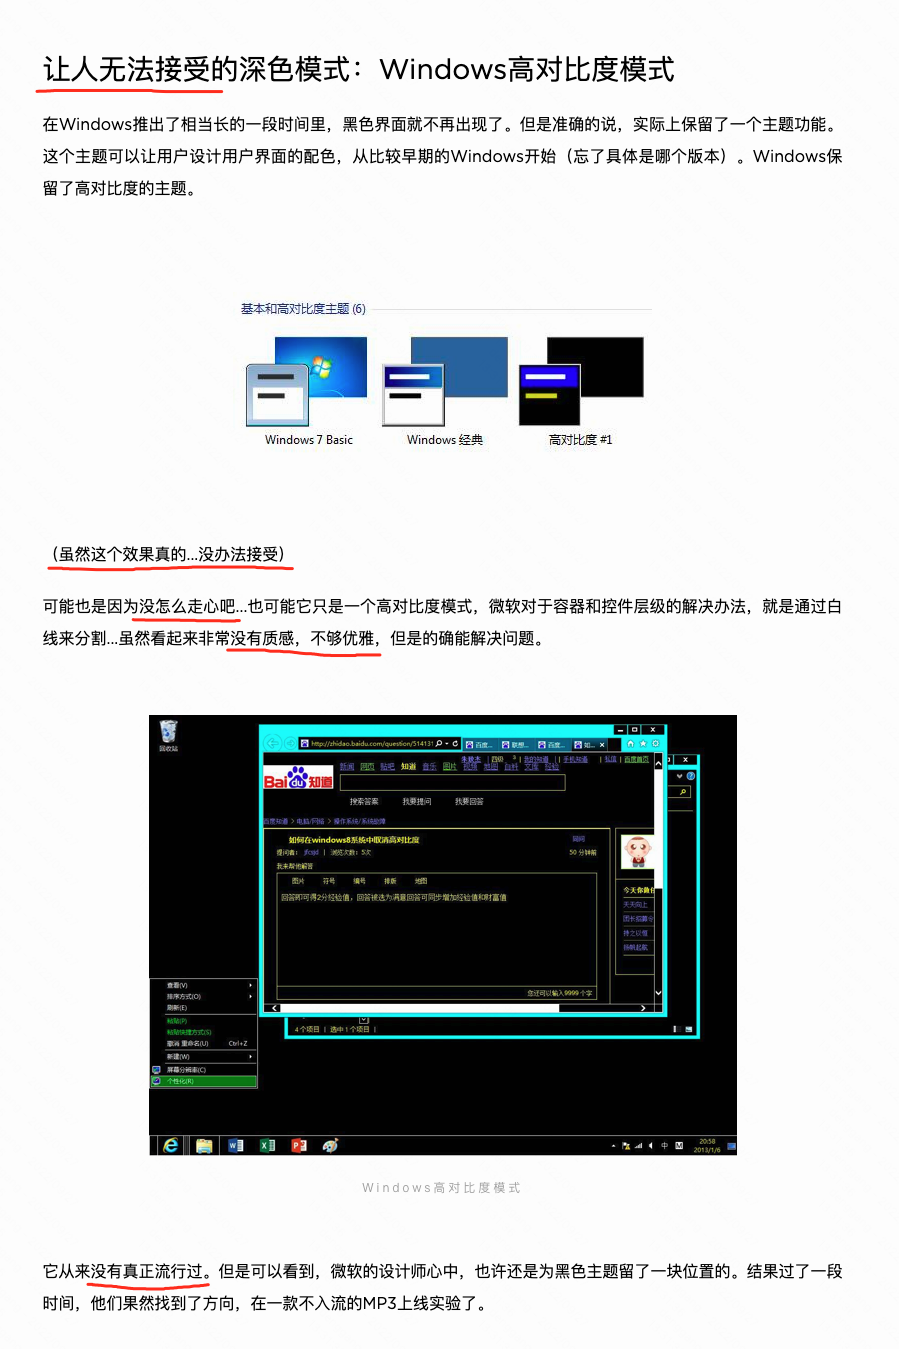 让人无法接受的深色模式：Windows高对比度模式
在Windows推出了相当长的一段时间里，黑色界面就不再出现了。但是准确的说，实际上保留了一个主题功能。
这个主题可以让用户设计用户界面的配色，从比较早期的Windows开始（忘了具体是哪个版本）。Windows保
留了高对比度的主题。
基本和高对比度主题 (6)
Windows 7 Basic
Windows 经典
高对比度 #1
（虽然这个效果真的...没办法接受）
可能也是因为没怎么走心吧...也可能它只是一个高对比度模式，微软对于容器和控件层级的解决办法，就是通过白
线来分割...虽然看起来非常没有质感，不够优雅，但是的确能解决问题。
回收站
http://zhidao.baidu.com/question/514131
百度...
联想...
百度...
知...
百度首页
Baidu知道
新闻 网页 贴吧 知道 音乐 图片 视频 地图 百科 文库 经验
搜索答案 我要提问 我要回答
百度知道 > 电脑/网络 > 操作系统/系统故障
如何在windows8系统中取消高对比度
提问者：
浏览次数：5次
50 分钟前
我来帮他解答
图片 符号 编号 排版 地图
回答即可得2分经验值，回答被选为满意回答可同步增加经验值和财富值
您还可以输入9999 个字
今天你做任
天天向上
团长招募令
持之以恒
扬帆起航
4 个项目 | 选中 1 个项目 |
查看(V)
排序方式(O)
刷新(E)
粘贴(P)
粘贴快捷方式(S)
撤消 重命名(U) Ctrl+Z
新建(W)
屏幕分辨率(C)
个性化(R)
中
M
20:58
2013/1/6
Windows高对比度模式
它从来没有真正流行过。但是可以看到，微软的设计师心中，也许还是为黑色主题留了一块位置的。结果过了一段
时间，他们果然找到了方向，在一款不入流的MP3上线实验了。